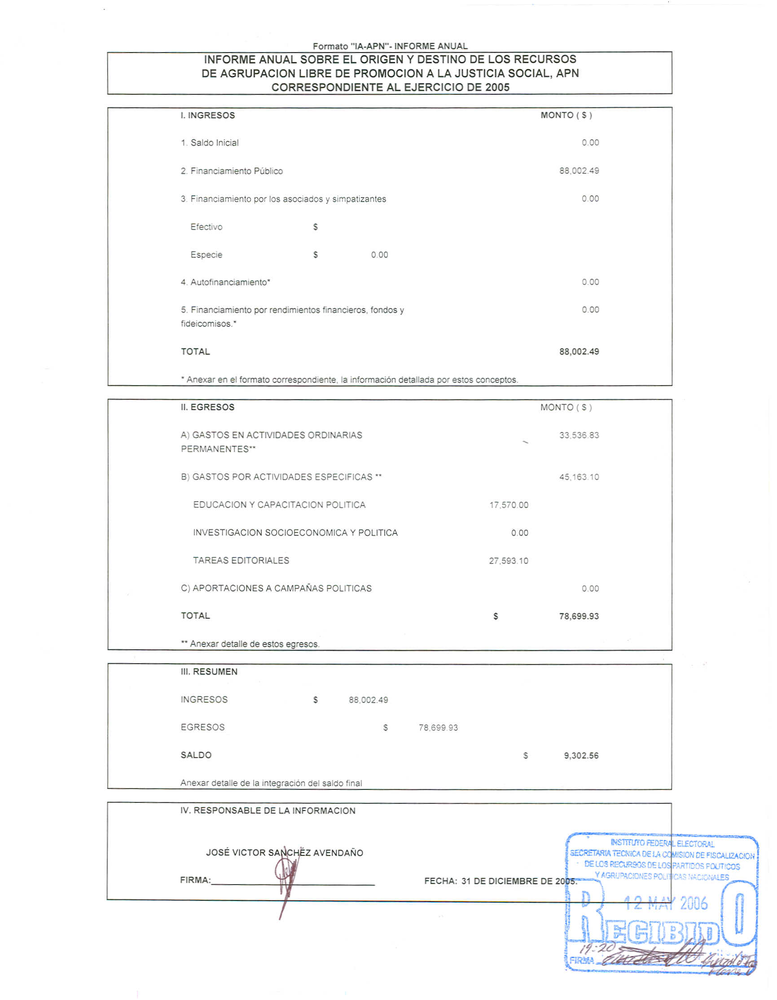 Formato "IA-APN"- INFORME ANUAL
INFORME ANUAL SOBRE EL ORIGEN Y DESTINO DE LOS RECURSOS
DE AGRUPACION LIBRE DE PROMOCION A LA JUSTICIA SOCIAL, APN
CORRESPONDIENTE AL EJERCICIO DE 2005
I. INGRESOS MONTO ( $ )
1. Saldo Inicial 0.00
2. Financiamiento Público 88,002.49
3. Financiamiento por los asociados y simpatizantes 0.00
Efectivo $
Especie $ 0.00
4. Autofinanciamiento* 0.00
5. Financiamiento por rendimientos financieros, fondos y 0.00
fideicomisos.*
TOTAL 88,002.49
* Anexar en el formato correspondiente, la información detallada por estos conceptos.
II. EGRESOS MONTO ( $ )
A) GASTOS EN ACTIVIDADES ORDINARIAS 33,536.83
PERMANENTES**
B) GASTOS POR ACTIVIDADES ESPECIFICAS ** 45,163.10
EDUCACION Y CAPACITACION POLITICA 17,570.00
INVESTIGACION SOCIOECONOMICA Y POLITICA 0.00
TAREAS EDITORIALES 27,593.10
C) APORTACIONES A CAMPAÑAS POLITICAS 0.00
TOTAL $ 78,699.93
** Anexar detalle de estos egresos.
III. RESUMEN
INGRESOS $ 88,002.49
EGRESOS $ 78,699.93
SALDO $ 9,302.56
Anexar detalle de la integración del saldo final
IV. RESPONSABLE DE LA INFORMACION
JOSÉ VICTOR SANCHËZ AVENDAÑO
FIRMA: FECHA: 31 DE DICIEMBRE DE 2005.
INSTITUTO FEDERAL ELECTORAL
SECRETARIA TECNICA DE LA COMISION DE FISCALIZACION
DE LOS RECURSOS DE LOS PARTIDOS POLITICOS
Y AGRUPACIONES POLITICAS NACIONALES
12 MAY 2006
RECIBIDO
19:20
FIRMA